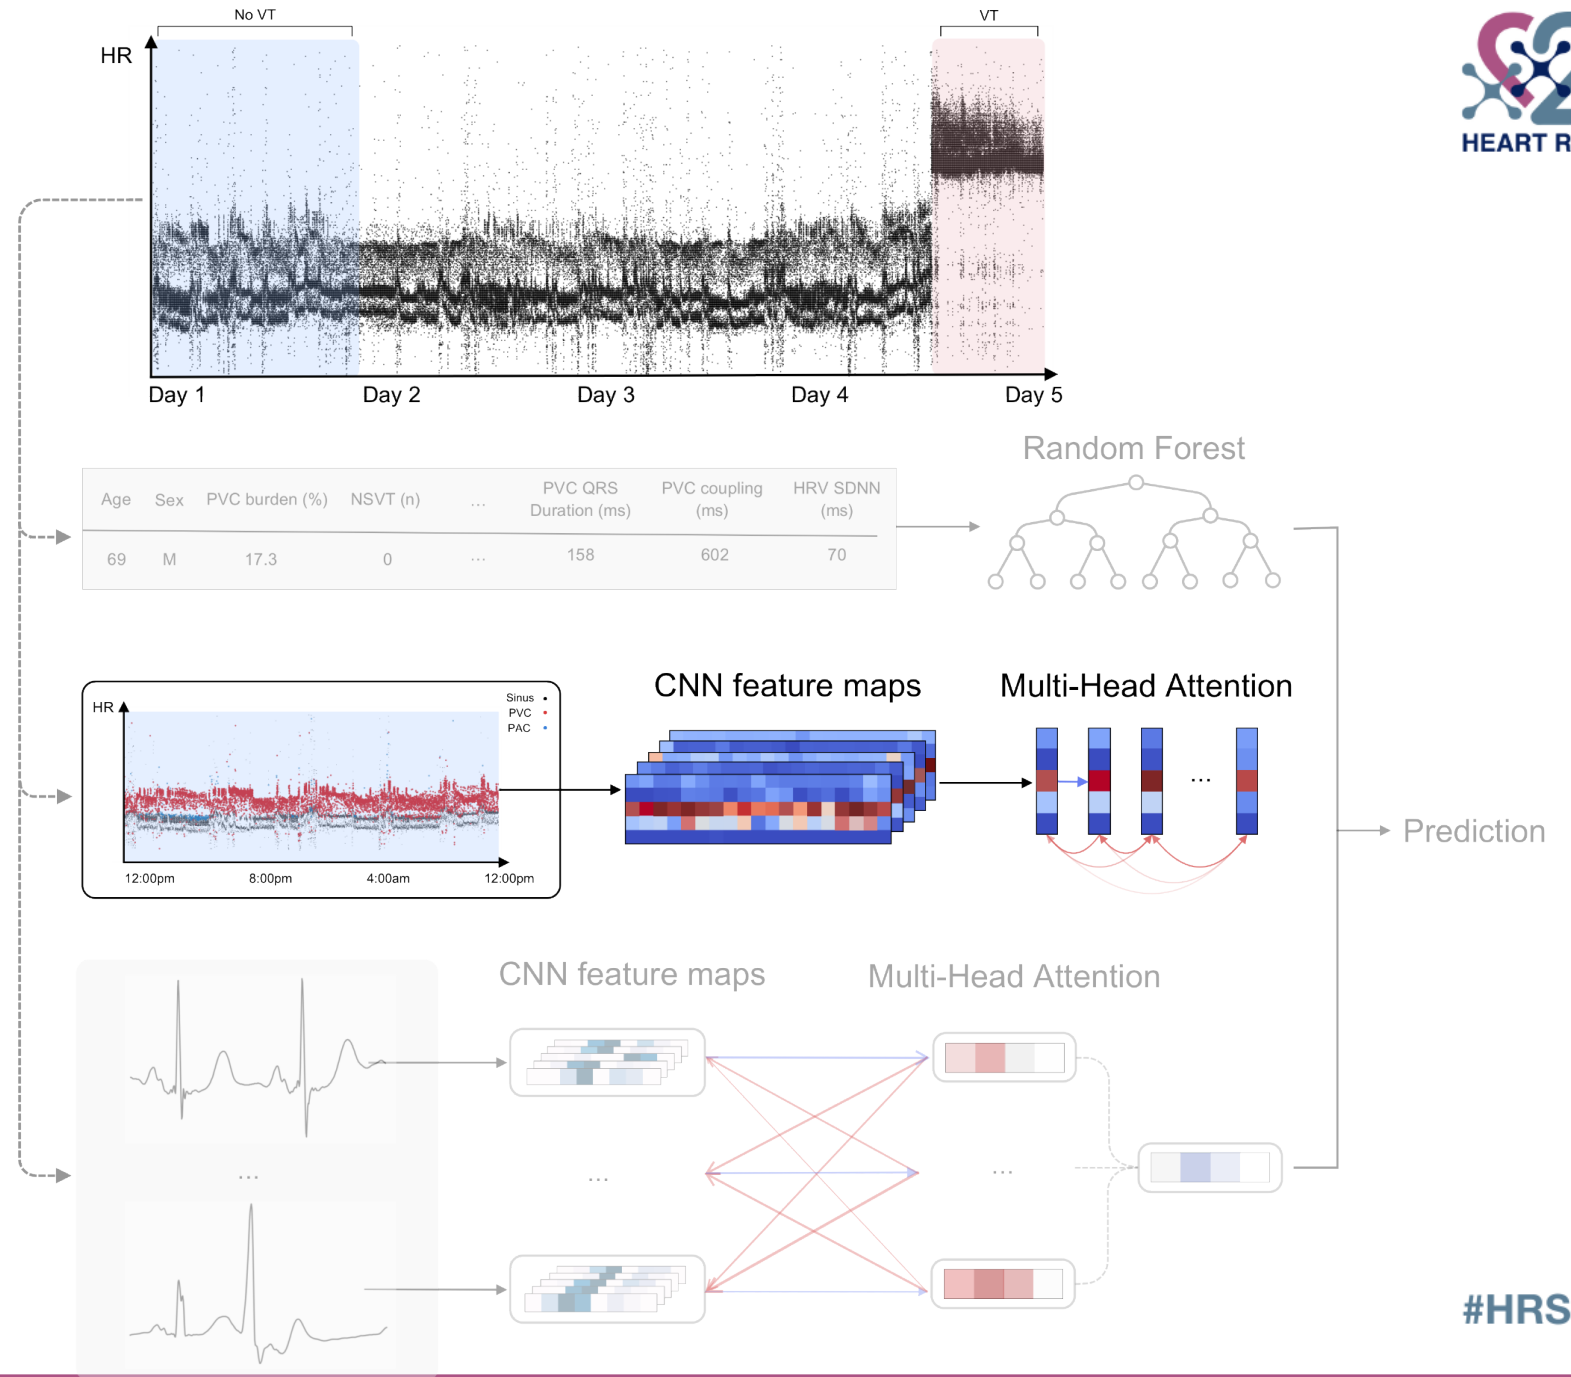 No VT
VT
HR
HEART R
Day 1
Day 2
Day 3
Day 4
Day 5
Random Forest
Age
Sex
PVC burden (%)
NSVT (n)
...
PVC QRS
Duration (ms)
PVC coupling
(ms)
HRV SDNN
(ms)
69
M
17.3
0
...
158
602
70
CNN feature maps
Multi-Head Attention
HR
Sinus
PVC
PAC
12:00pm
8:00pm
4:00am
12:00pm
...
Prediction
CNN feature maps
Multi-Head Attention
...
...
...
#HRS